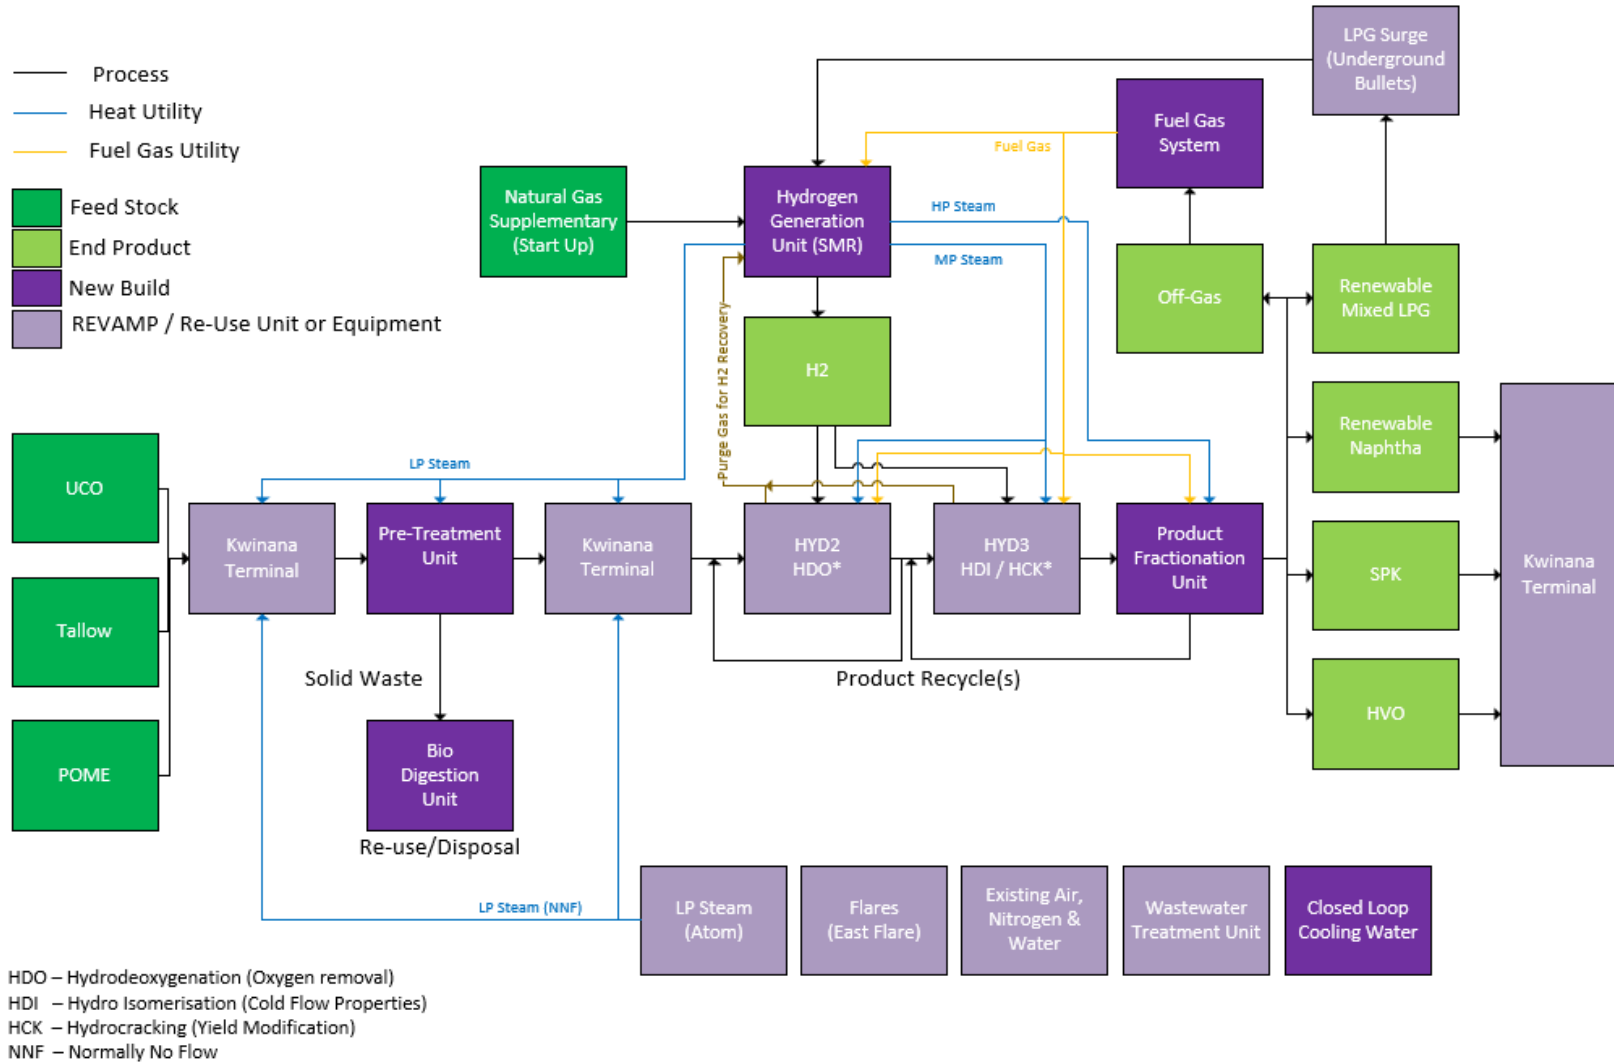 Process
Heat Utility
Fuel Gas Utility
Feed Stock
End Product
New Build
REVAMP / Re-Use Unit or Equipment
LPG Surge
(Underground
Bullets)
Fuel Gas
System
Fuel Gas
Natural Gas
Supplementary
(Start Up)
Hydrogen
Generation
Unit (SMR)
HP Steam
MP Steam
Off-Gas
Renewable
Mixed LPG
Purge Gas for H2 Recovery
H2
Renewable
Naphtha
LP Steam
UCO
Kwinana
Terminal
Pre-Treatment
Unit
Kwinana
Terminal
HYD2
HDO*
HYD3
HDI / HCK*
Product
Fractionation
Unit
SPK
Kwinana
Terminal
Tallow
Solid Waste
Product Recycle(s)
HVO
POME
Bio
Digestion
Unit
Re-use/Disposal
LP Steam (NNF)
LP Steam
(Atom)
Flares
(East Flare)
Existing Air,
Nitrogen &
Water
Wastewater
Treatment Unit
Closed Loop
Cooling Water
HDO – Hydrodeoxygenation (Oxygen removal)
HDI – Hydro Isomerisation (Cold Flow Properties)
HCK – Hydrocracking (Yield Modification)
NNF – Normally No Flow